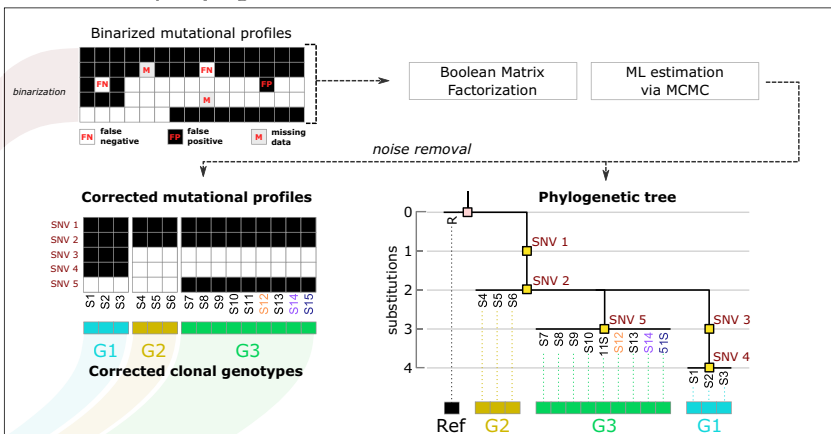 Binarized mutational profiles
binarization
M
FN
FN
FP
M
FN false negative
FP false positive
M missing data
Boolean Matrix
Factorization
ML estimation
via MCMC
noise removal
Corrected mutational profiles
SNV 1
SNV 2
SNV 3
SNV 4
SNV 5
S1 S2 S3 S4 S5 S6 S7 S8 S9 S10 S11 S12 S13 S14 S15
G1 G2 G3
Corrected clonal genotypes
Phylogenetic tree
substitutions
0
R
1
SNV 1
SNV 2
2
S4 S5 S6
SNV 5
SNV 3
3
S7 S8 S9 S10 11S S12 S13 S14 51S
SNV 4
4
S1 S2 S3
Ref G2 G3 G1